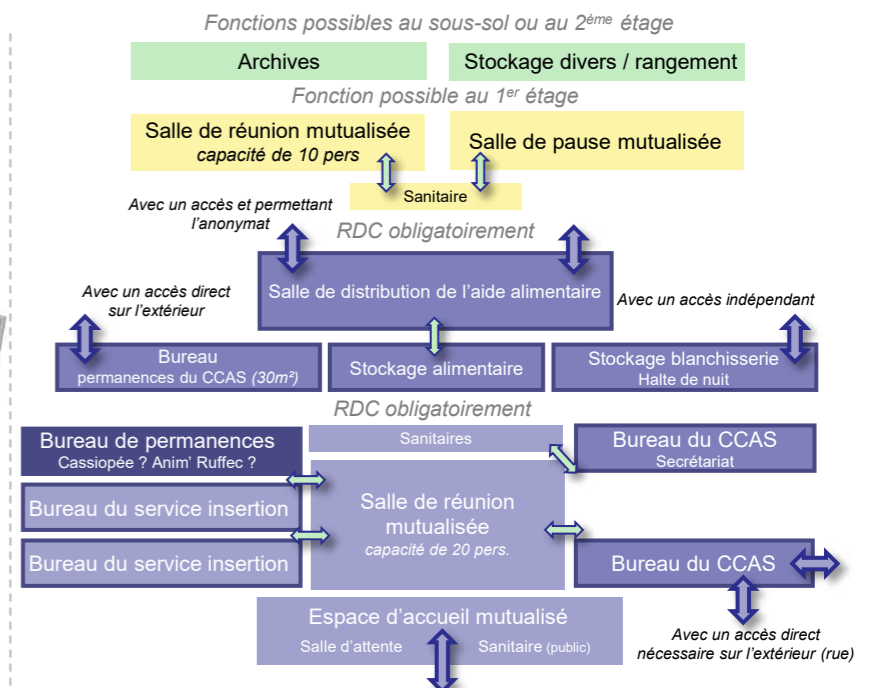 Fonctions possibles au sous-sol ou au 2ème étage
Archives
Stockage divers / rangement
Fonction possible au 1er étage
Salle de réunion mutualisée
capacité de 10 pers
Salle de pause mutualisée
Sanitaire
Avec un accès et permettant
l'anonymat
RDC obligatoirement
Salle de distribution de l'aide alimentaire
Avec un accès direct
sur l'extérieur
Avec un accès indépendant
Bureau
permanences du CCAS (30m²)
Stockage alimentaire
Stockage blanchisserie
Halte de nuit
RDC obligatoirement
Bureau de permanences
Cassiopée ? Anim' Ruffec ?
Sanitaires
Bureau du CCAS
Secrétariat
Bureau du service insertion
Salle de réunion
mutualisée
capacité de 20 pers.
Bureau du service insertion
Bureau du CCAS
Espace d'accueil mutualisé
Salle d'attente
Sanitaire (public)
Avec un accès direct
nécessaire sur l'extérieur (rue)